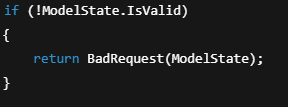 if (!ModelState.IsValid)
{
    return BadRequest(ModelState);
}